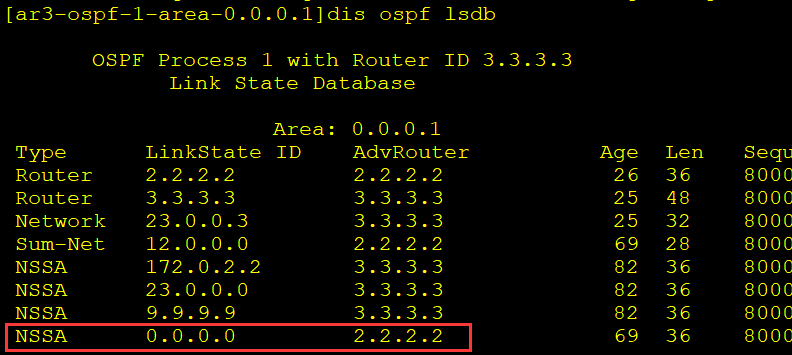 [ar3-ospf-1-area-0.0.0.1]dis ospf lsdb
OSPF Process 1 with Router ID 3.3.3.3
Link State Database
Area: 0.0.0.1
Type LinkState ID AdvRouter Age Len Sequ
Router 2.2.2.2 2.2.2.2 26 36 8000
Router 3.3.3.3 3.3.3.3 25 48 8000
Network 23.0.0.3 3.3.3.3 25 32 8000
Sum-Net 12.0.0.0 2.2.2.2 69 28 8000
NSSA 172.0.2.2 3.3.3.3 82 36 8000
NSSA 23.0.0.0 3.3.3.3 82 36 8000
NSSA 9.9.9.9 3.3.3.3 82 36 8000
NSSA 0.0.0.0 2.2.2.2 69 36 8000